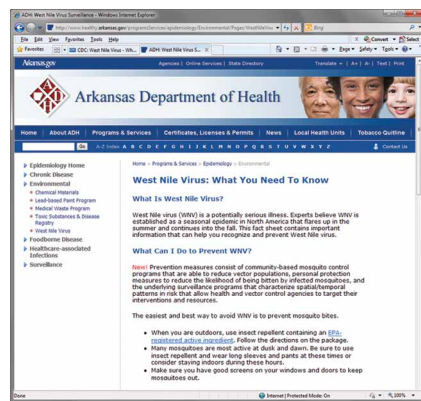 ADH: West Nile Virus Surveillance - Windows Internet Explorer
Bing
File Edit View Favorites Tools Help
Convert Select
Favorites CDC: West Nile Virus - Wh... ADH: West Nile Virus S...
Page Safety Tools
Arkansas.gov Agencies | Online Services | State Directory Translate A+ | A- | Text | Print
Arkansas Department of Health
Home About ADH Programs & Services Certificates, Licenses & Permits News Local Health Units Tobacco Quitline
Go A-Z Index A B C D E F G H I J K L M N O P Q R S T U V W X Y Z Contact Us
Epidemiology Home
Chronic Disease
Environmental
Chemical Materials
Lead-based Paint Program
Medical Waste Program
Toxic Substances & Disease
Registry
West Nile Virus
Foodborne Disease
Healthcare-associated
Infections
Surveillance
Home > Programs & Services > Epidemiology > Environmental
West Nile Virus: What You Need To Know
What Is West Nile Virus?
West Nile virus (WNV) is a potentially serious illness. Experts believe WNV is
established as a seasonal epidemic in North America that flares up in the
summer and continues into the fall. This fact sheet contains important
information that can help you recognize and prevent West Nile virus.
What Can I Do to Prevent WNV?
New! Prevention measures consist of community-based mosquito control
programs that are able to reduce vector populations, personal protection
measures to reduce the likelihood of being bitten by infected mosquitoes, and
the underlying surveillance programs that characterize spatial/temporal
patterns in risk that allow health and vector control agencies to target their
interventions and resources.
The easiest and best way to avoid WNV is to prevent mosquito bites.
• When you are outdoors, use insect repellent containing an EPA-
registered active ingredient. Follow the directions on the package.
• Many mosquitoes are most active at dusk and dawn. Be sure to use
insect repellent and wear long sleeves and pants at these times or
consider staying indoors during these hours.
• Make sure you have good screens on your windows and doors to keep
mosquitoes out.
Done Internet | Protected Mode: On 100%